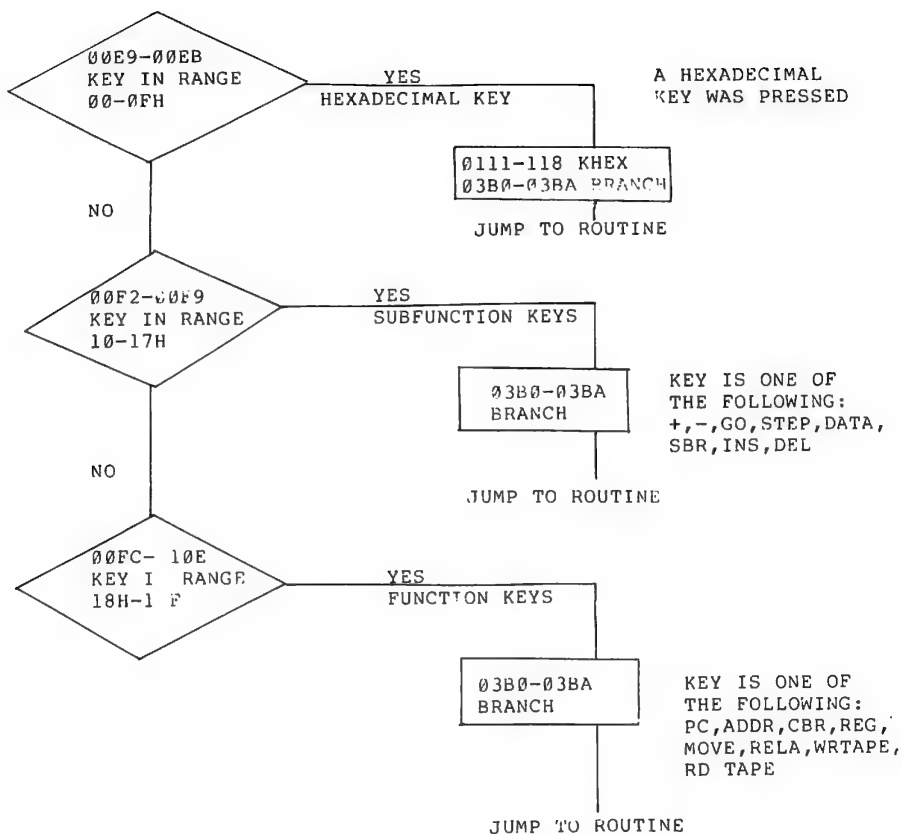 00E9-00EB
KEY IN RANGE
00-0FH
YES
HEXADECIMAL KEY
A HEXADECIMAL
KEY WAS PRESSED
0111-118 KHEX
03B0-03BA BRANCH
JUMP TO ROUTINE
NO
00F2-00F9
KEY IN RANGE
10-17H
YES
SUBFUNCTION KEYS
03B0-03BA
BRANCH
KEY IS ONE OF
THE FOLLOWING:
+,-,GO,STEP,DATA,
SBR,INS,DEL
JUMP TO ROUTINE
NO
00FC- 10E
KEY I RANGE
18H-1 F
YES
FUNCTION KEYS
03B0-03BA
BRANCH
KEY IS ONE OF
THE FOLLOWING:
PC,ADDR,CBR,REG,
MOVE,RELA,WRTAPE,
RD TAPE
JUMP TO ROUTINE